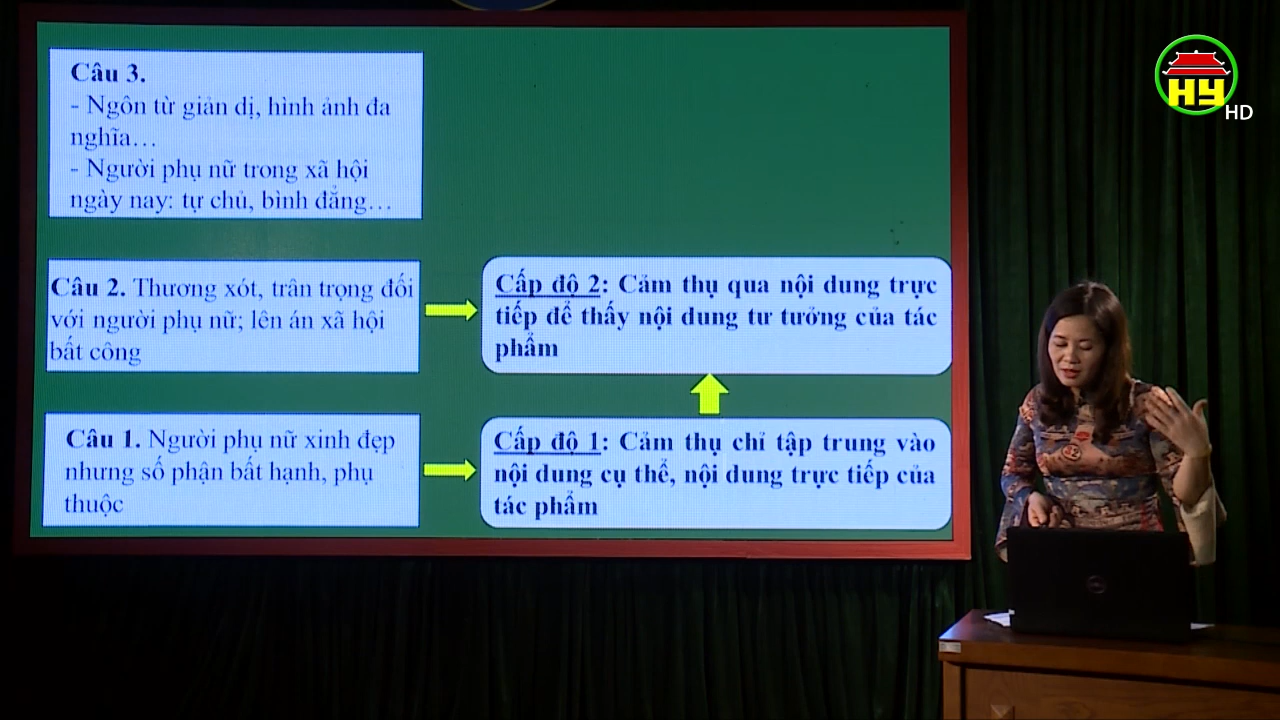 Câu 3.
- Ngôn từ giản dị, hình ảnh đa
nghĩa…
- Người phụ nữ trong xã hội
ngày nay: tự chủ, bình đẳng…
Câu 2. Thương xót, trân trọng đối
với người phụ nữ; lên án xã hội
bất công
Cấp độ 2: Cảm thụ qua nội dung trực
tiếp để thấy nội dung tư tưởng của tác
phẩm
Câu 1. Người phụ nữ xinh đẹp
nhưng số phận bất hạnh, phụ
thuộc
Cấp độ 1: Cảm thụ chỉ tập trung vào
nội dung cụ thể, nội dung trực tiếp của
tác phẩm
HY
HD